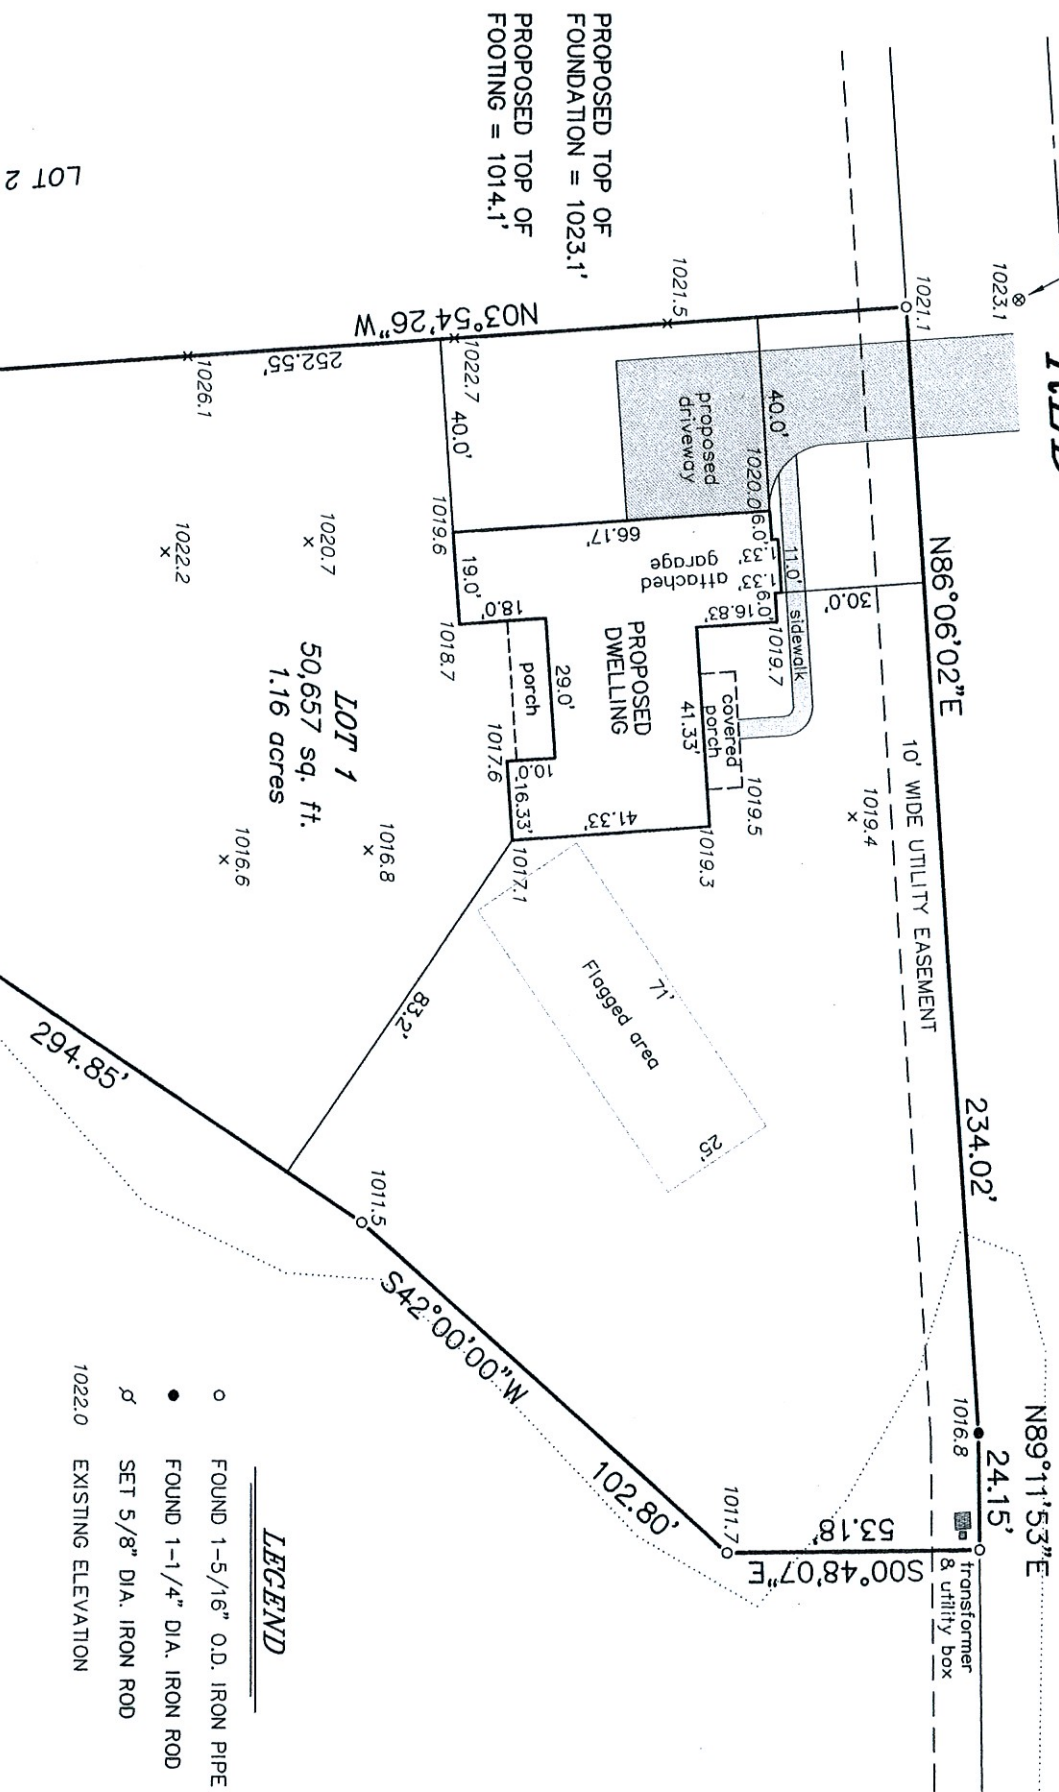 PROPOSED TOP OF
FOUNDATION = 1023.1'
PROPOSED TOP OF
FOOTING = 1014.1'
LOT 2
1023.1
1021.1
1021.5
N03°54'26"W
252.55'
1022.7
1026.1
40.0'
40.0'
proposed
driveway
1020.0
6.0'
1.33'
11.0'
1.33'
6.0'
attached
garage
66.17'
sidewalk
30.0'
16.83'
1019.7
N86°06'02"E
234.02'
10' WIDE UTILITY EASEMENT
1019.6
19.0'
18.0'
1018.7
PROPOSED
DWELLING
porch
29.0'
covered
porch
41.33'
1019.5
1019.4
1017.6
10.0'
16.33'
41.33'
1019.3
1017.1
1020.7
1022.2
LOT 1
50,657 sq. ft.
1.16 acres
1016.8
1016.6
Flagged area
71'
25'
83.2'
294.85'
1011.5
S42°00'00"W
102.80'
1011.7
1016.8
N89°11'53"E
24.15'
53.18'
S00°48'07"E
transformer
& utility box
LEGEND
FOUND 1-5/16" O.D. IRON PIPE
FOUND 1-1/4" DIA. IRON ROD
SET 5/8" DIA. IRON ROD
1022.0 EXISTING ELEVATION